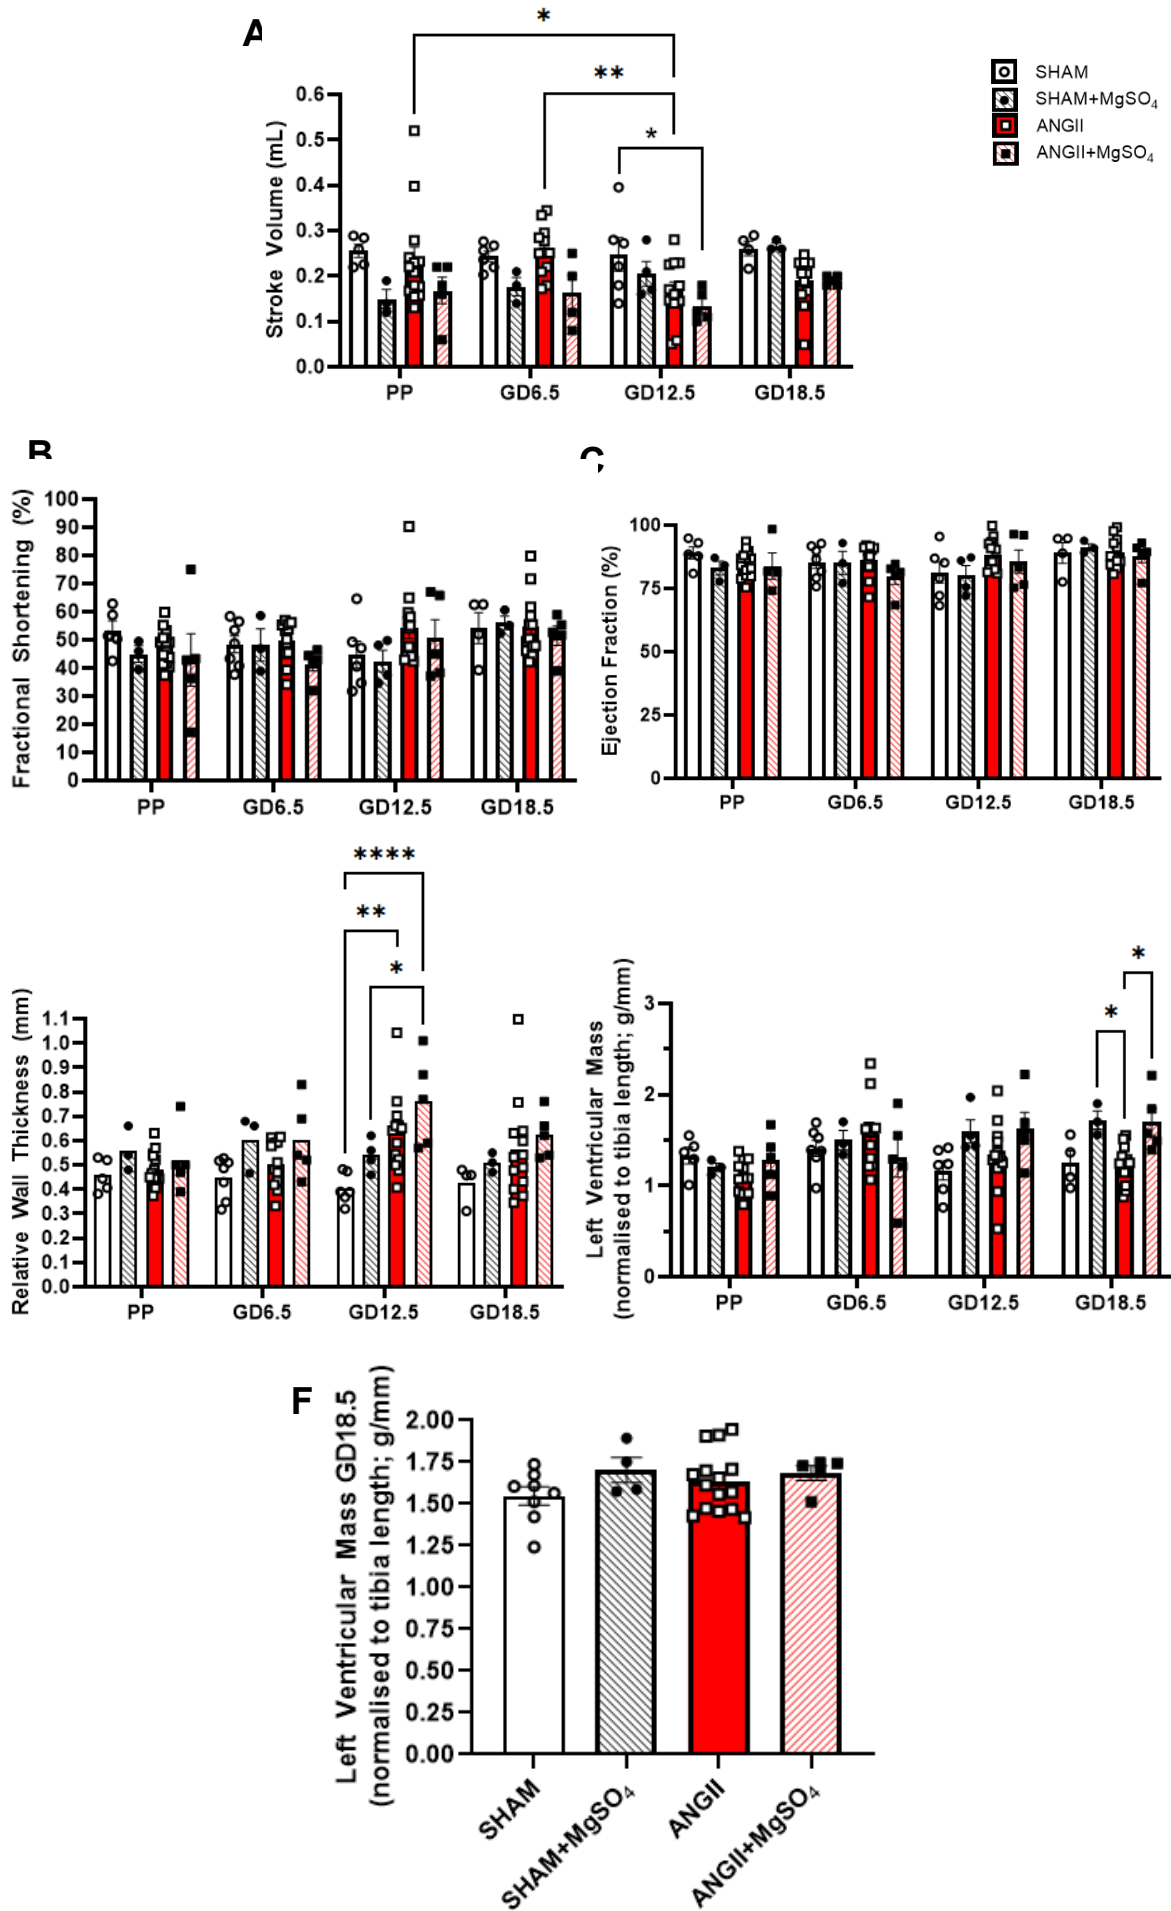 A
*
**
*
SHAM
SHAM+MgSO4
ANGII
ANGII+MgSO4
Stroke Volume (mL)
0.6
0.5
0.4
0.3
0.2
0.1
0.0
PP GD6.5 GD12.5 GD18.5
B
Fractional Shortening (%)
100
90
80
70
60
50
40
30
20
10
0
PP GD6.5 GD12.5 GD18.5
C
Ejection Fraction (%)
100
75
50
25
0
PP GD6.5 GD12.5 GD18.5
****
**
*
Relative Wall Thickness (mm)
1.1
1.0
0.9
0.8
0.7
0.6
0.5
0.4
0.3
0.2
0.1
0.0
PP GD6.5 GD12.5 GD18.5
*
*
Left Ventricular Mass
(normalised to tibia length; g/mm)
3
2
1
0
PP GD6.5 GD12.5 GD18.5
F
Left Ventricular Mass GD18.5
(normalised to tibia length; g/mm)
2.00
1.75
1.50
1.25
1.00
0.75
0.50
0.25
0.00
SHAM
SHAM+MgSO4
ANGII
ANGII+MgSO4